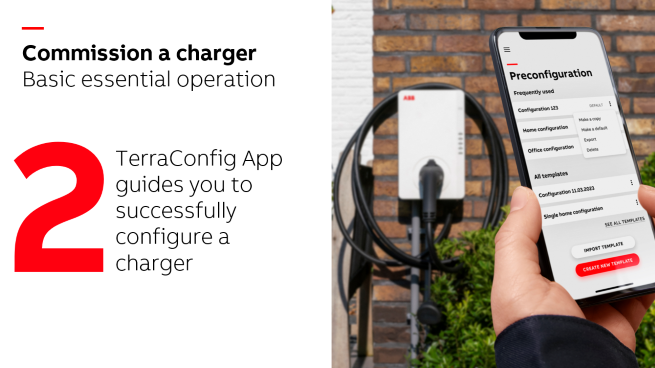 Commission a charger
Basic essential operation
2
TerraConfig App
guides you to
successfully
configure a
charger
ABB
Preconfiguration
Frequently used
Configuration 123 DEFAULT
Make a copy
Home configuration
Make a default
Export
Office configuration
Delete
All templates
Configuration 11.03.2023
Single home configuration
SEE ALL TEMPLATES
IMPORT TEMPLATE
CREATE NEW TEMPLATE